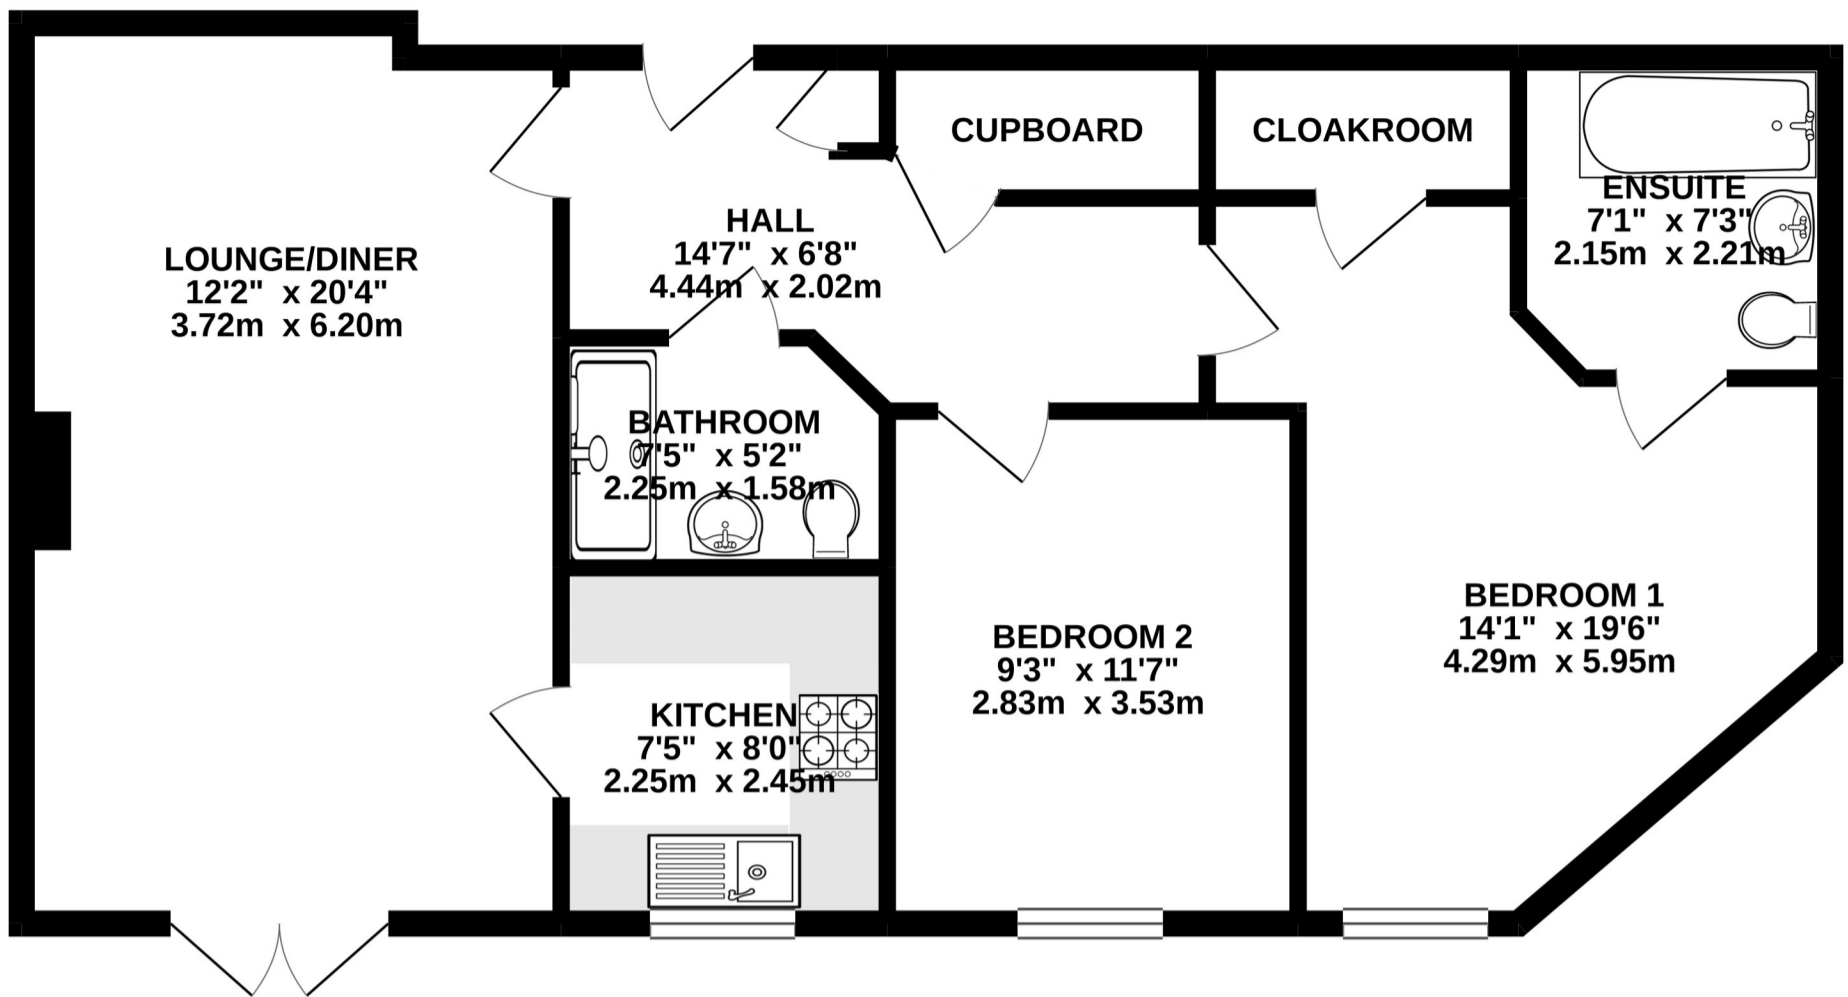 CUPBOARD
CLOAKROOM
ENSUITE
7'1" x 7'3"
2.15m x 2.21m
HALL
14'7" x 6'8"
4.44m x 2.02m
LOUNGE/DINER
12'2" x 20'4"
3.72m x 6.20m
BATHROOM
7'5" x 5'2"
2.25m x 1.58m
BEDROOM 1
14'1" x 19'6"
4.29m x 5.95m
BEDROOM 2
9'3" x 11'7"
2.83m x 3.53m
KITCHEN
7'5" x 8'0"
2.25m x 2.45m